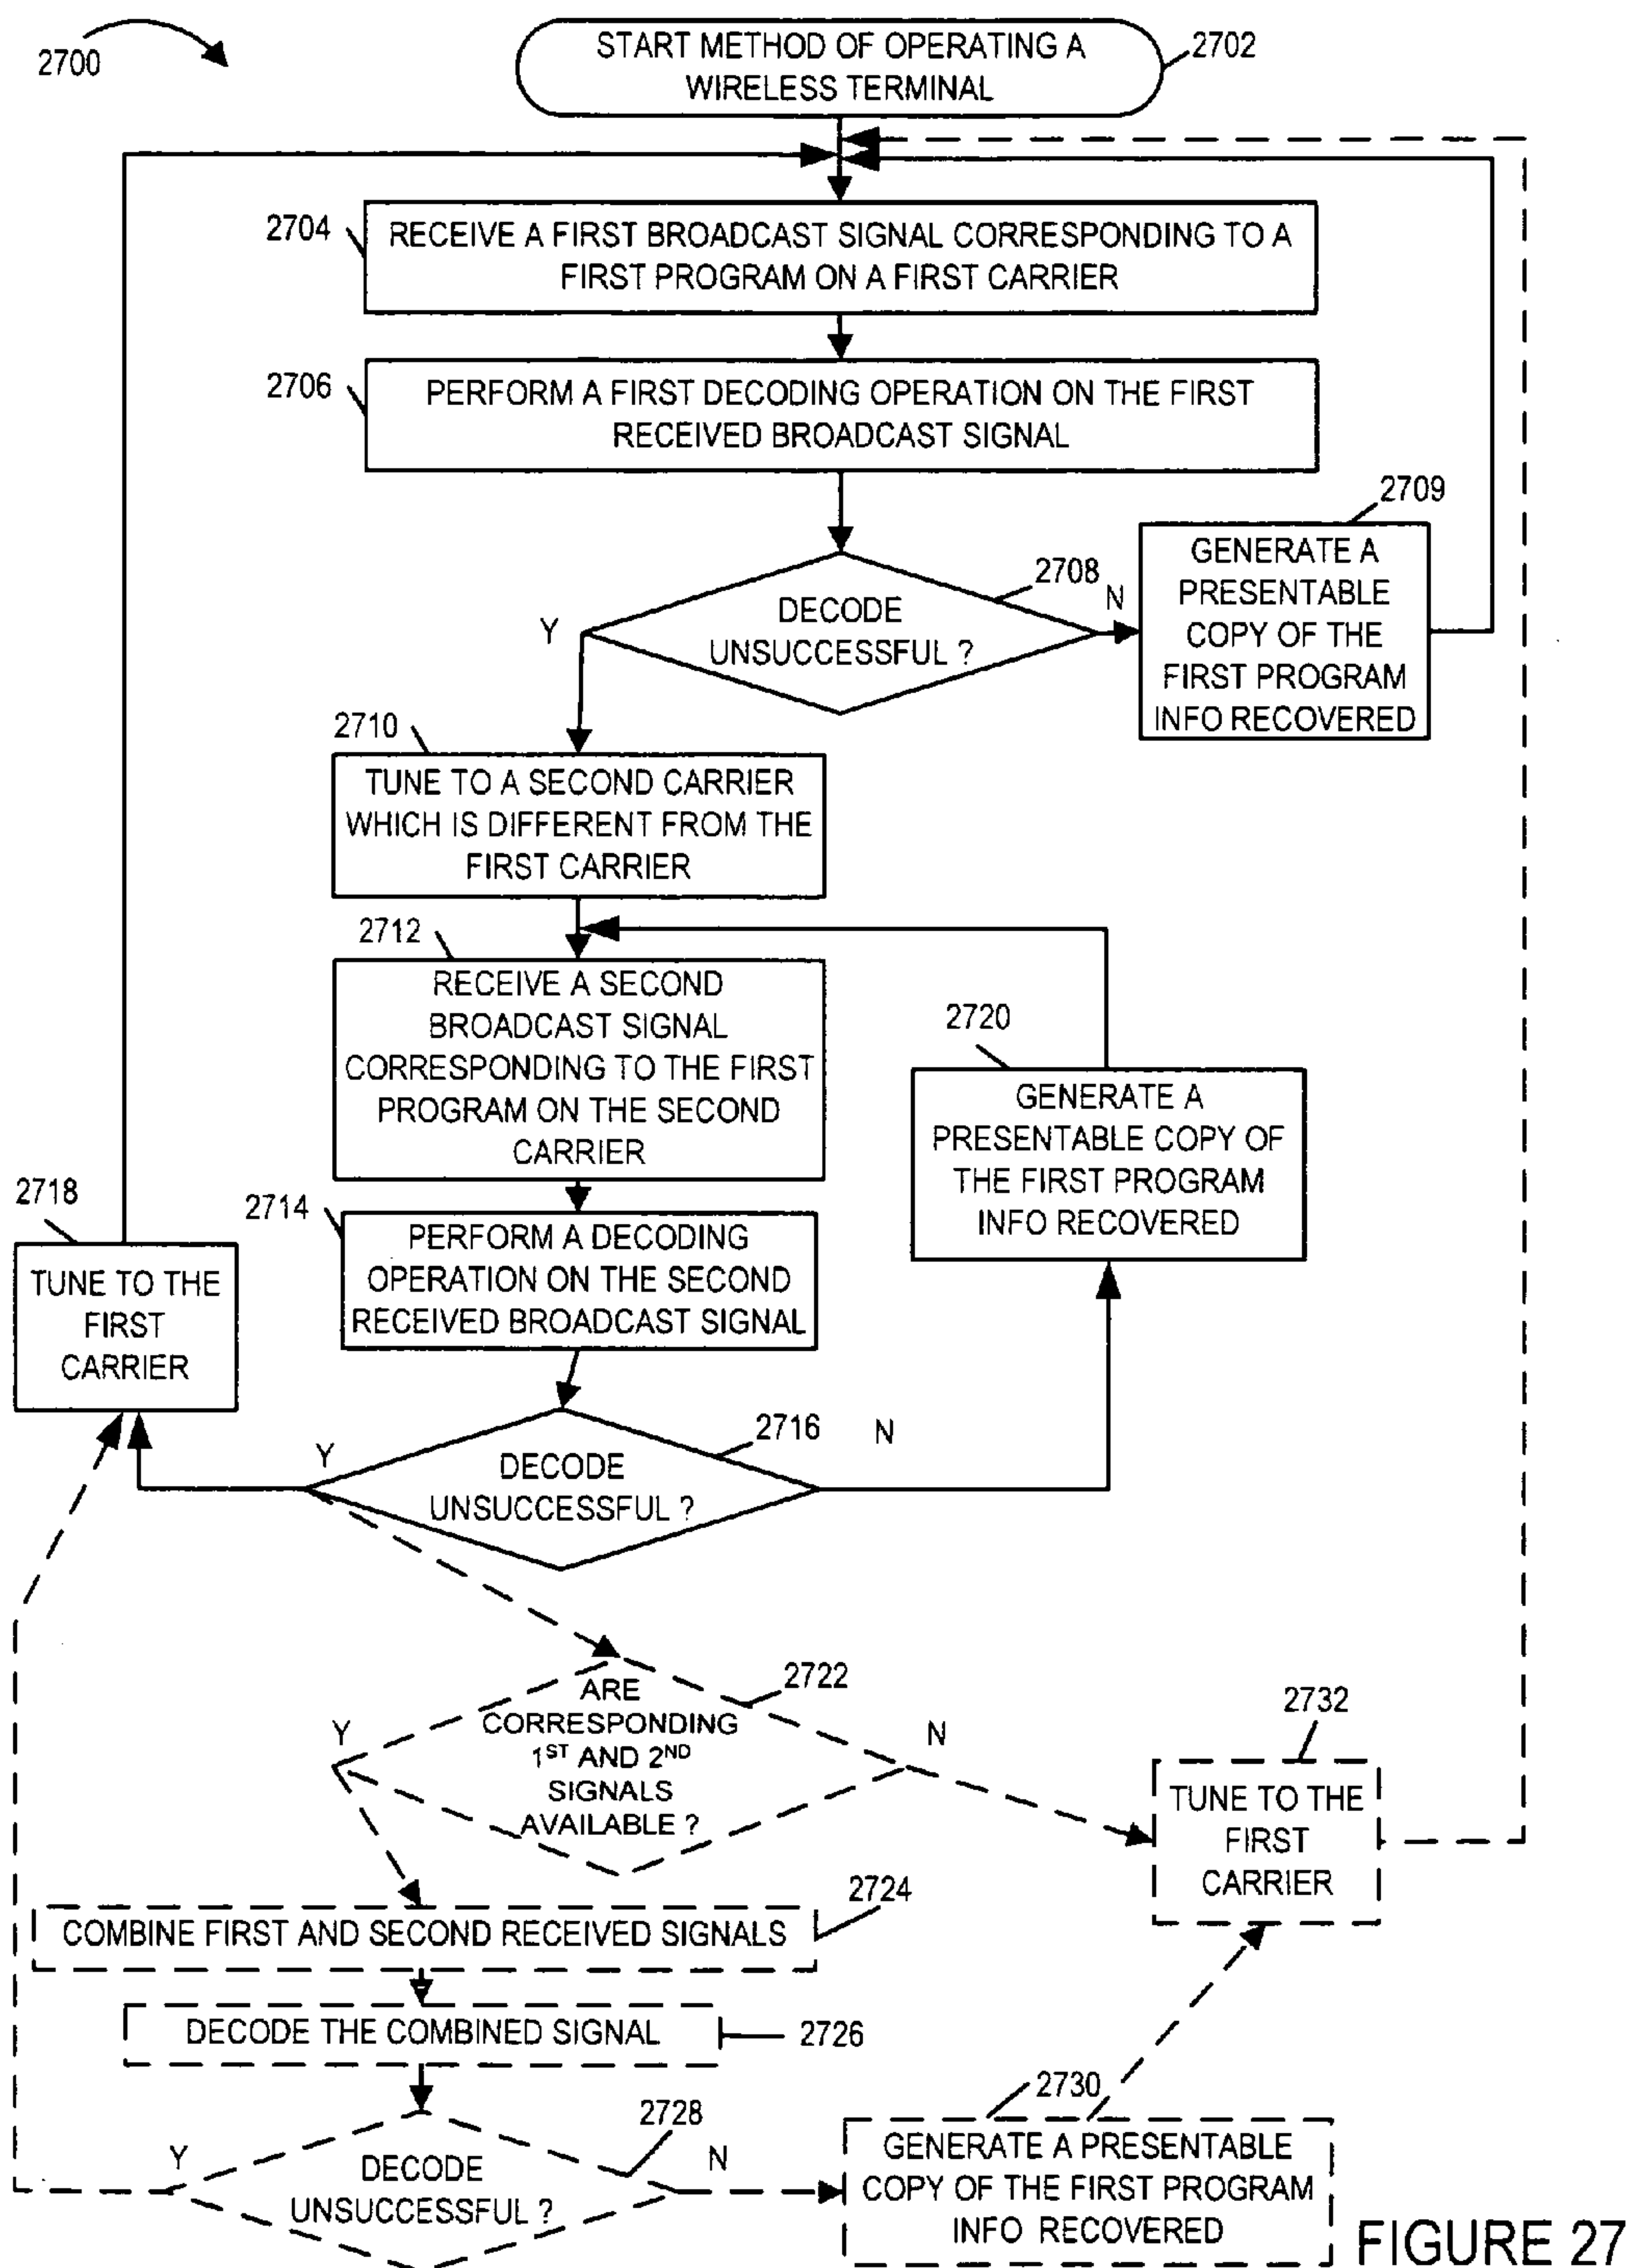 2700
START METHOD OF OPERATING A
WIRELESS TERMINAL
2702
2704
RECEIVE A FIRST BROADCAST SIGNAL CORRESPONDING TO A
FIRST PROGRAM ON A FIRST CARRIER
2706
PERFORM A FIRST DECODING OPERATION ON THE FIRST
RECEIVED BROADCAST SIGNAL
2708
DECODE
UNSUCCESSFUL ?
Y
N
2709
GENERATE A
PRESENTABLE
COPY OF THE
FIRST PROGRAM
INFO RECOVERED
2710
TUNE TO A SECOND CARRIER
WHICH IS DIFFERENT FROM THE
FIRST CARRIER
2712
RECEIVE A SECOND
BROADCAST SIGNAL
CORRESPONDING TO THE FIRST
PROGRAM ON THE SECOND
CARRIER
2720
GENERATE A
PRESENTABLE COPY OF
THE FIRST PROGRAM
INFO RECOVERED
2714
PERFORM A DECODING
OPERATION ON THE SECOND
RECEIVED BROADCAST SIGNAL
2718
TUNE TO THE
FIRST
CARRIER
2716
DECODE
UNSUCCESSFUL ?
Y
N
2722
ARE
CORRESPONDING
1ST AND 2ND
SIGNALS
AVAILABLE ?
Y
N
2732
TUNE TO THE
FIRST
CARRIER
2724
COMBINE FIRST AND SECOND RECEIVED SIGNALS
DECODE THE COMBINED SIGNAL
2726
2728
DECODE
UNSUCCESSFUL ?
Y
N
2730
GENERATE A PRESENTABLE
COPY OF THE FIRST PROGRAM
INFO RECOVERED
FIGURE 27